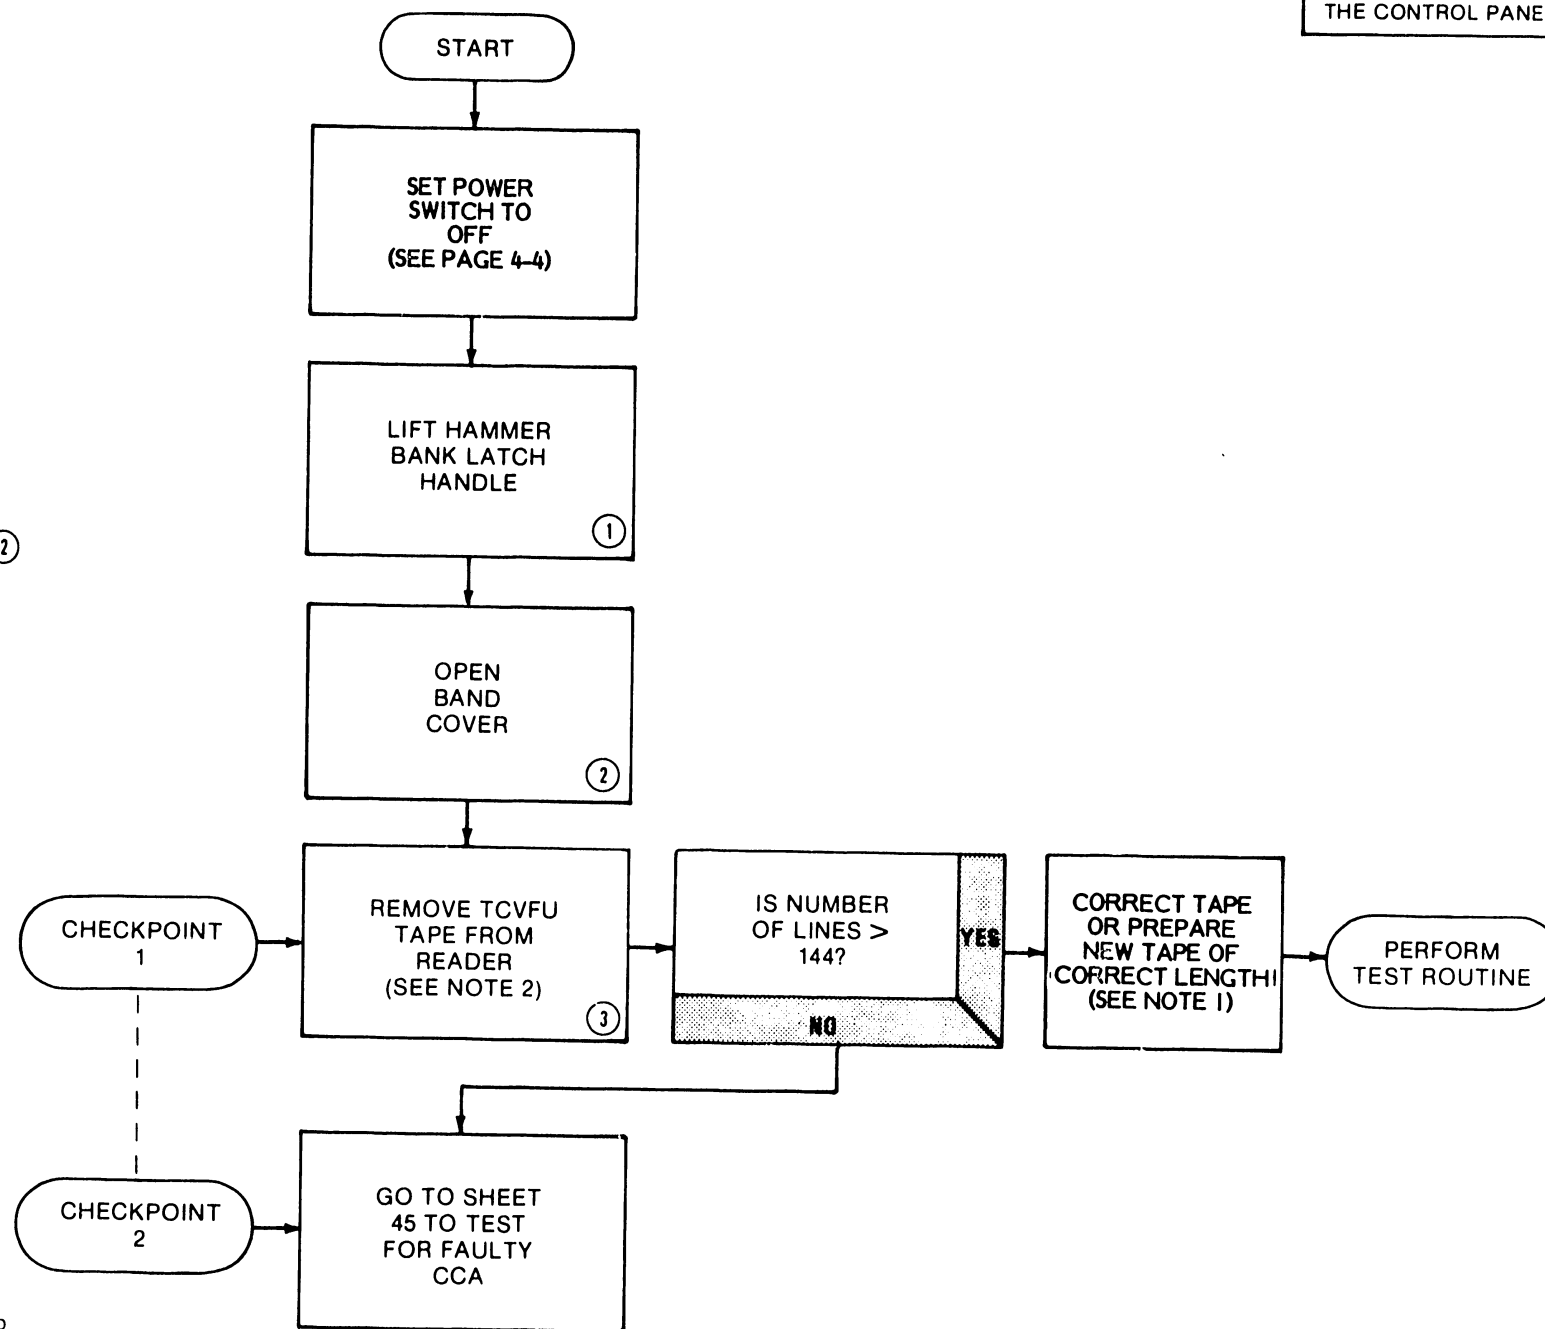 THE CONTROL PANE
START
SET POWER
SWITCH TO
OFF
(SEE PAGE 4-4)
LIFT HAMMER
BANK LATCH
HANDLE
1
2
OPEN
BAND
COVER
2
CHECKPOINT
1
REMOVE TCVFU
TAPE FROM
READER
(SEE NOTE 2)
3
IS NUMBER
OF LINES >
144?
YES
NO
CORRECT TAPE
OR PREPARE
NEW TAPE OF
CORRECT LENGTH
(SEE NOTE 1)
PERFORM
TEST ROUTINE
CHECKPOINT
2
GO TO SHEET
45 TO TEST
FOR FAULTY
CCA